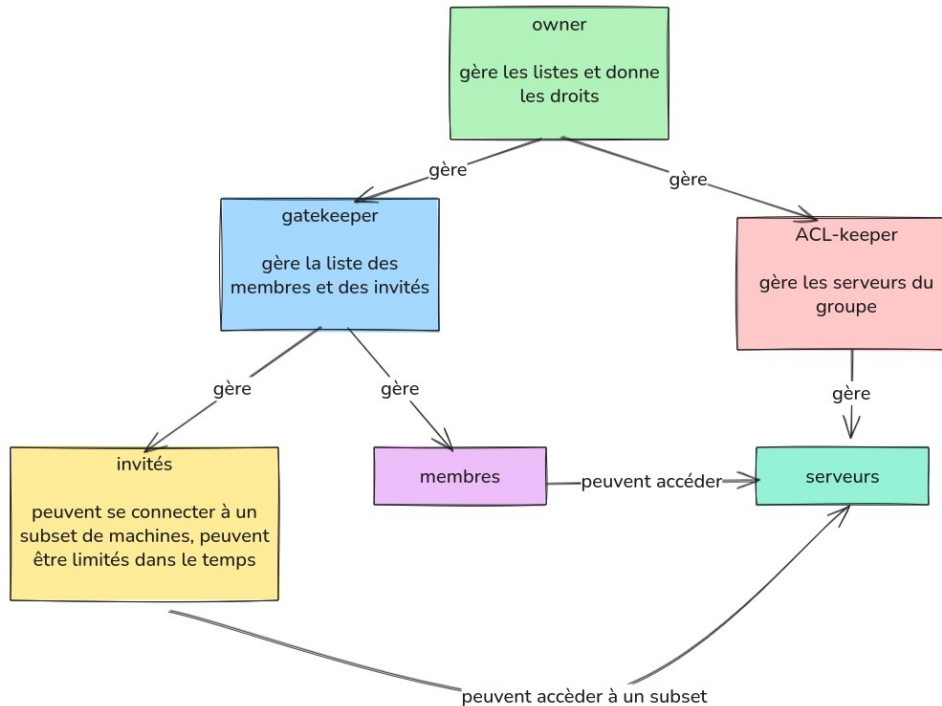 owner
gère les listes et donne
les droits
gère
gère
gatekeeper
gère la liste des
membres et des invités
ACL-keeper
gère les serveurs du
groupe
gère
gère
gère
invités
peuvent se connecter à un
subset de machines, peuvent
être limités dans le temps
membres
peuvent accéder
serveurs
peuvent accèder à un subset